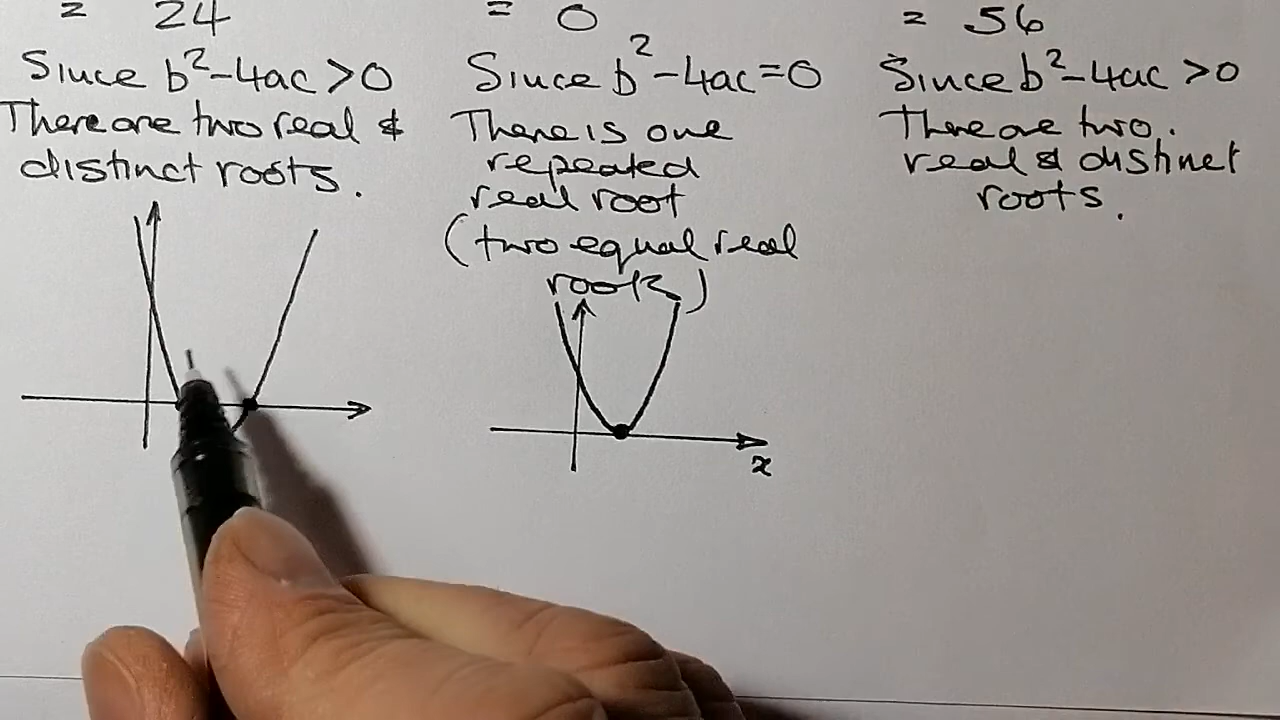 = 24
Since b²-4ac>0
There are two real &
distinct roots.
= 0
Since b²-4ac=0
There is one
repeated
real root
(two equal real
roots)
x
= 56
Since b²-4ac>0
There are two.
real & distinct
roots.